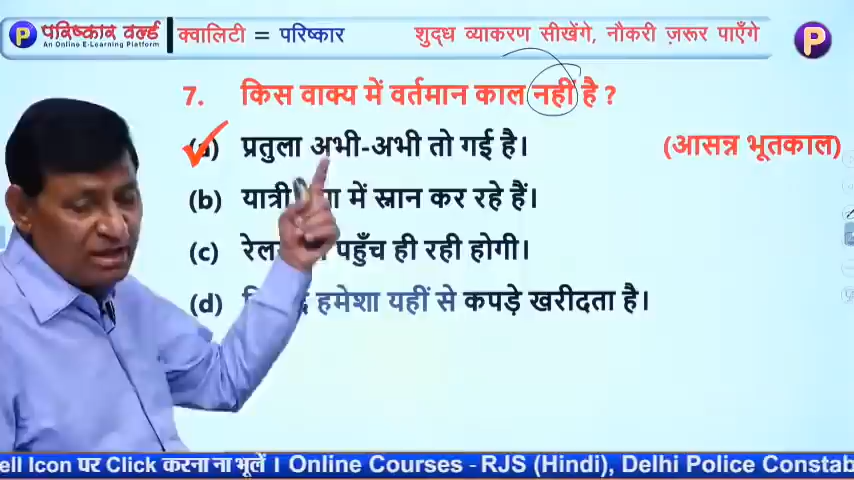 परिष्कार वर्ल्ड
An Online E-Learning Platform
क्वालिटी = परिष्कार
शुद्ध व्याकरण सीखेंगे, नौकरी ज़रूर पाएँगे
7. किस वाक्य में वर्तमान काल नहीं है ?
(a) प्रतुला अभी-अभी तो गई है। (आसन्न भूतकाल)
(b) यात्री में स्नान कर रहे हैं।
(c) पहुँच ही रही होगी।
(d) हमेशा यहीं से कपड़े खरीदता है।
ell Icon पर Click करना ना भूलें । Online Courses - RJS (Hindi), Delhi Police Constab